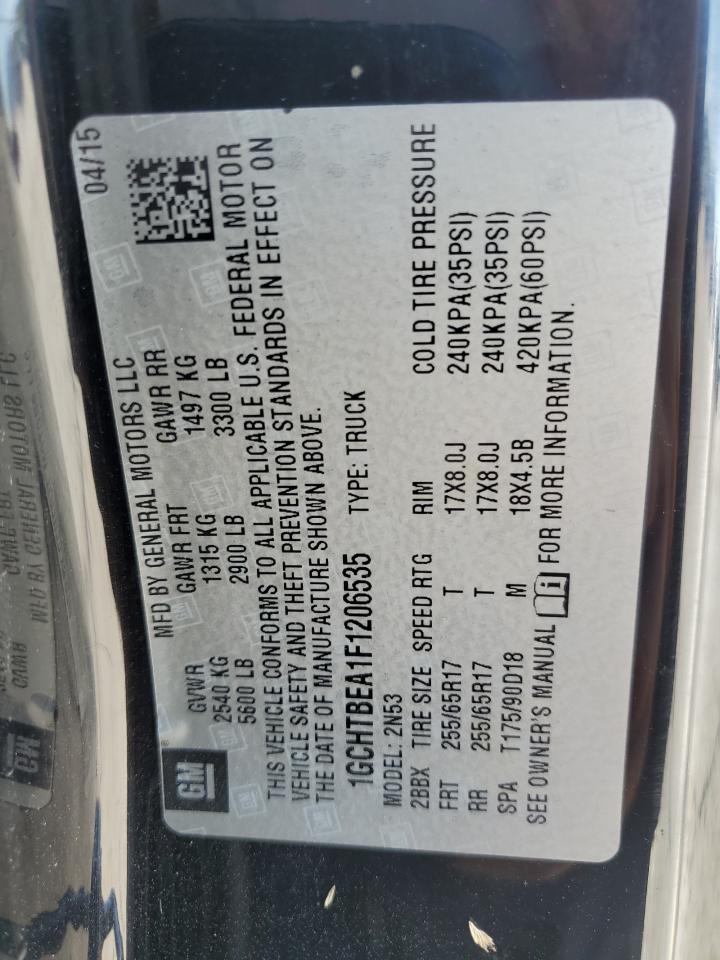 04/15
MFD BY GENERAL MOTORS LLC
GM
GVWR GAWR FRT GAWR RR
2540 KG 1315 KG 1497 KG
5600 LB 2900 LB 3300 LB
THIS VEHICLE CONFORMS TO ALL APPLICABLE U.S. FEDERAL MOTOR
VEHICLE SAFETY AND THEFT PREVENTION STANDARDS IN EFFECT ON
THE DATE OF MANUFACTURE SHOWN ABOVE.
1GCHTBEA1F1206535 TYPE: TRUCK
MODEL: 2N53
2BBX TIRE SIZE SPEED RTG RIM COLD TIRE PRESSURE
FRT 255/65R17 T 17X8.0J 240KPA(35PSI)
RR 255/65R17 T 17X8.0J 240KPA(35PSI)
SPA T175/90D18 M 18X4.5B 420KPA(60PSI)
SEE OWNER'S MANUAL FOR MORE INFORMATION.